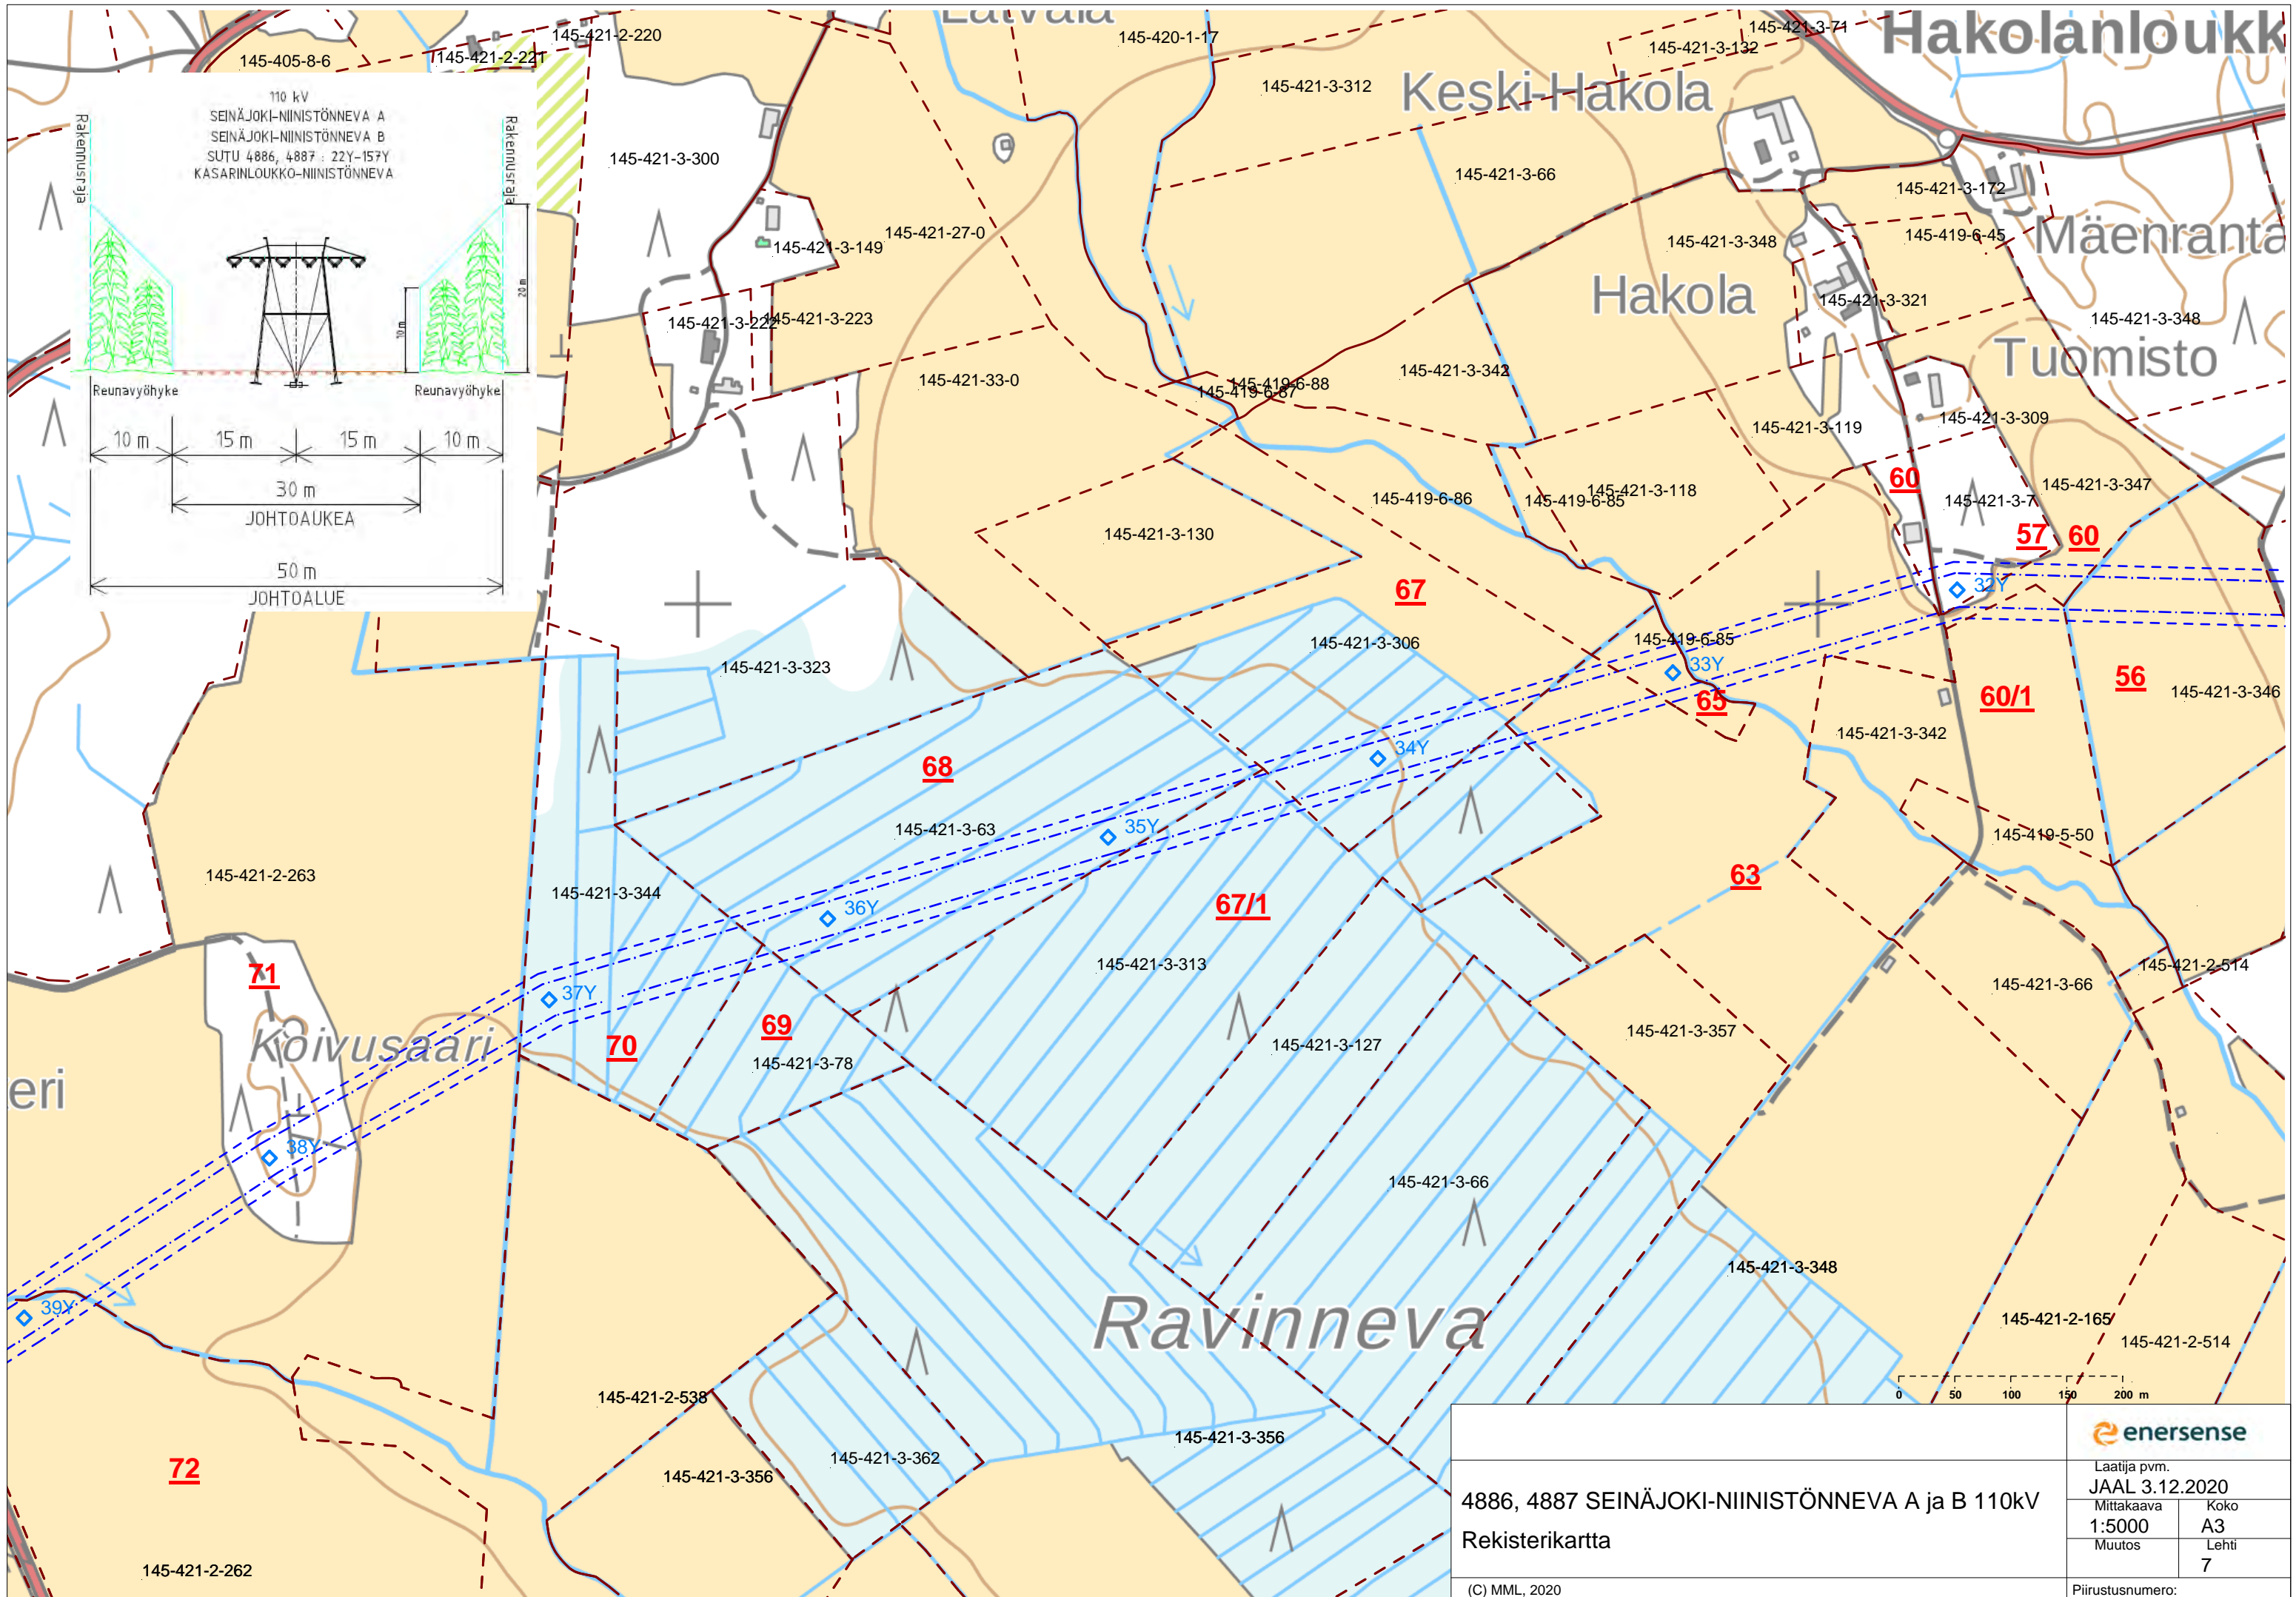 Latvala
Hakolanloukk
145-421-2-220
145-420-1-17
145-421-3-71
145-421-3-132
145-405-8-6
145-421-2-221
145-421-3-312
Keski-Hakola
110 kV
SEINÄJOKI-NIINISTÖNNEVA A
SEINÄJOKI-NIINISTÖNNEVA B
SUTU 4886, 4887 : 22Y-157Y
KASARINLOUKKO-NIINISTÖNNEVA
Rakennusraja
Rakennusraja
20 m
10 m
Reunavyöhyke
Reunavyöhyke
10 m
15 m
15 m
10 m
30 m
JOHTOAUKEA
50 m
JOHTOALUE
145-421-3-300
145-421-3-66
145-421-3-172
145-421-3-149
145-421-27-0
145-421-3-348
145-419-6-45
Mäenranta
Hakola
145-421-3-321
145-421-3-222
145-421-3-223
145-421-3-348
Tuomisto
145-421-33-0
145-421-3-342
145-419-6-88
145-419-6-87
145-421-3-119
145-421-3-309
60
145-421-3-7
145-421-3-347
145-419-6-86
145-419-6-85
145-421-3-118
145-421-3-130
57
60
67
32Y
145-421-3-306
145-419-6-85
145-421-3-323
33Y
65
60/1
56
145-421-3-346
145-421-3-342
34Y
68
145-421-3-63
35Y
145-419-5-50
145-421-2-263
145-421-3-344
63
36Y
67/1
71
37Y
145-421-3-313
145-421-2-514
145-421-3-66
Koivusaari
70
69
145-421-3-127
145-421-3-357
145-421-3-78
eri
38Y
145-421-3-66
145-421-3-348
39Y
Ravinneva
145-421-2-165
145-421-2-514
145-421-2-538
0 50 100 150 200 m
145-421-3-356
145-421-3-362
72
145-421-3-356
145-421-2-262
enersense
4886, 4887 SEINÄJOKI-NIINISTÖNNEVA A ja B 110kV
Rekisterikartta
Laatija pvm.
JAAL 3.12.2020
Mittakaava
Koko
1:5000
A3
Muutos
Lehti
7
(C) MML, 2020
Piirustusnumero: